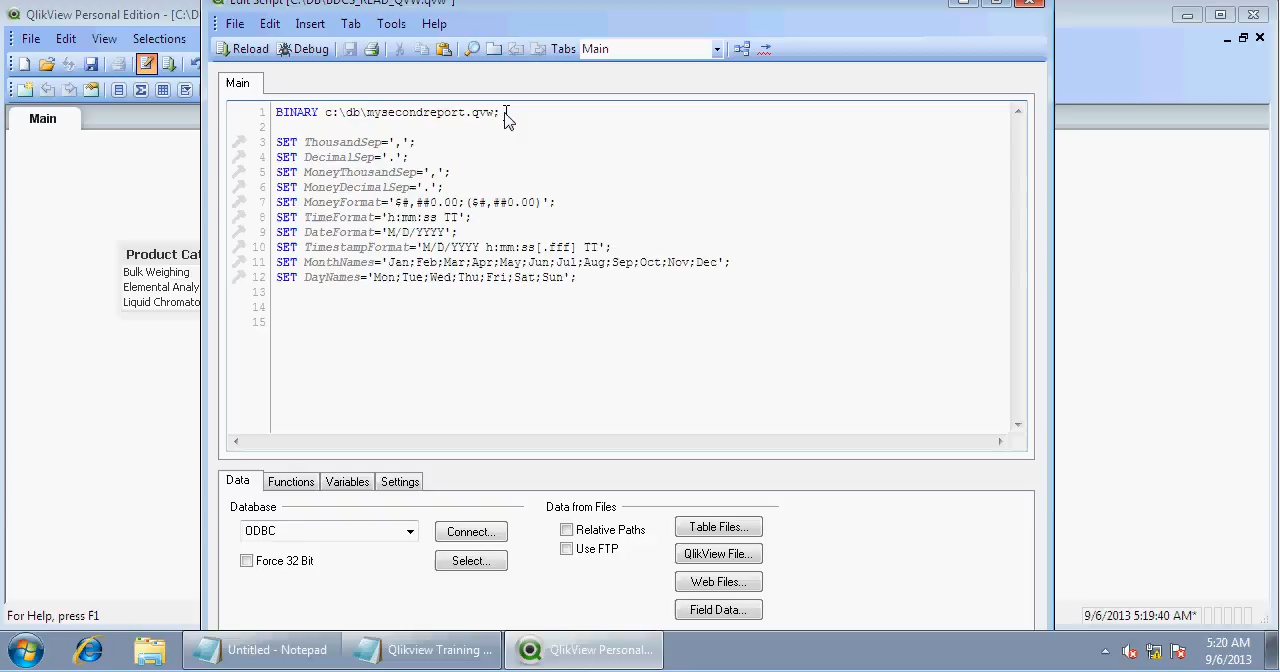 QlikView Personal Edition - [C:\D
Edit Script [C:\DB\BDCS_READ_QVW.qvw*]
File Edit View Selections
File Edit Insert Tab Tools Help
Reload Debug Tabs Main
Main
Main
1 BINARY c:\db\mysecondreport.qvw;
2
3 SET ThousandSep=',';
4 SET DecimalSep='.';
5 SET MoneyThousandSep=',';
6 SET MoneyDecimalSep='.';
7 SET MoneyFormat='$#,##0.00;($#,##0.00)';
8 SET TimeFormat='h:mm:ss TT';
9 SET DateFormat='M/D/YYYY';
10 SET TimestampFormat='M/D/YYYY h:mm:ss[.fff] TT';
11 SET MonthNames='Jan;Feb;Mar;Apr;May;Jun;Jul;Aug;Sep;Oct;Nov;Dec';
12 SET DayNames='Mon;Tue;Wed;Thu;Fri;Sat;Sun';
13
14
15
Product Cat
Bulk Weighing
Elemental Analy
Liquid Chromato
Data Functions Variables Settings
Database
ODBC
Connect...
Force 32 Bit
Select...
Data from Files
Relative Paths
Use FTP
Table Files...
QlikView File...
Web Files...
Field Data...
For Help, press F1
9/6/2013 5:19:40 AM*
Untitled - Notepad
Qlikview Training ...
QlikView Personal...
5:20 AM
9/6/2013